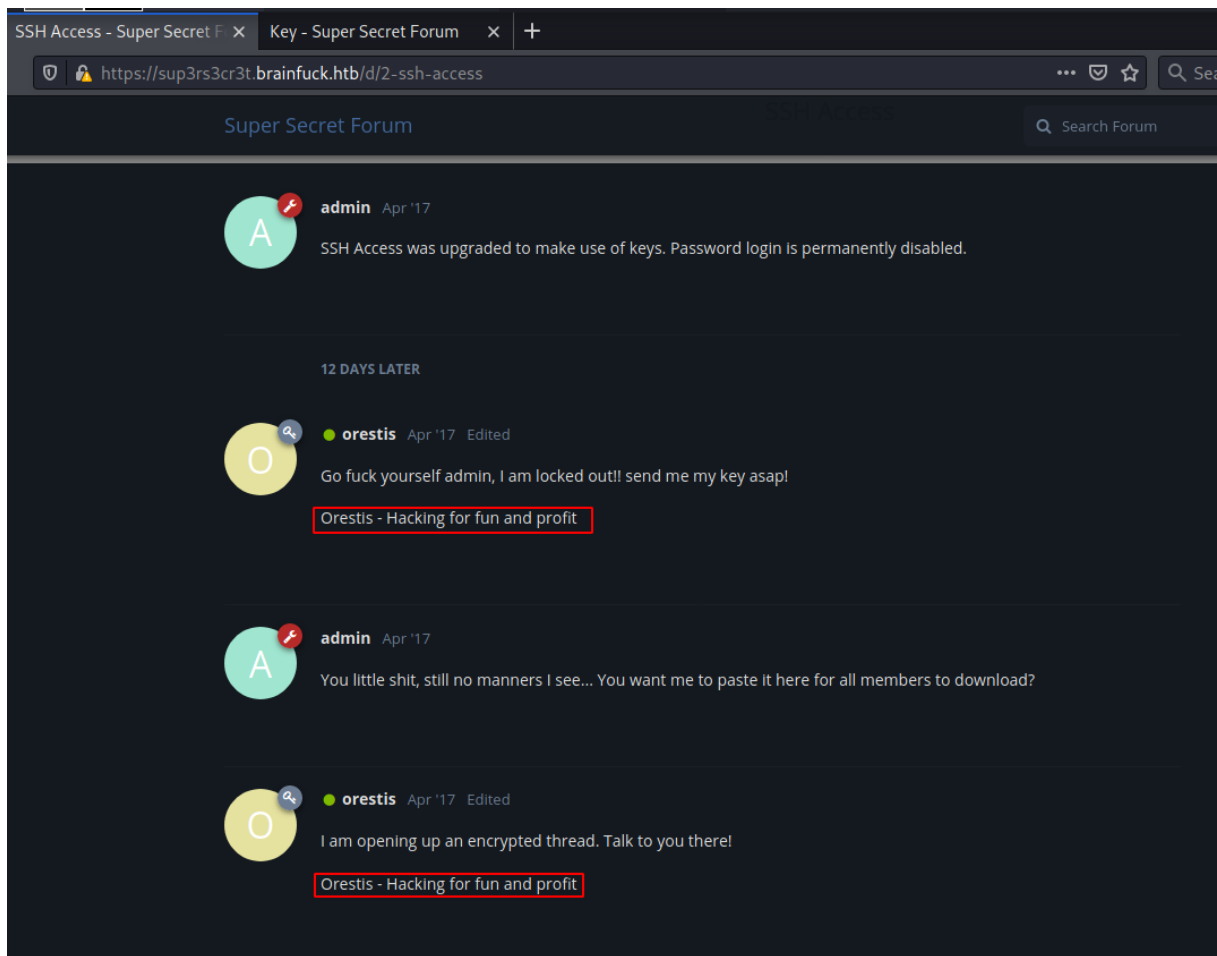 SSH Access - Super Secret F
Key - Super Secret Forum
https://sup3rs3cr3t.brainfuck.htb/d/2-ssh-access
Sea
Super Secret Forum
SSH Access
Search Forum
A
admin Apr '17
SSH Access was upgraded to make use of keys. Password login is permanently disabled.
12 DAYS LATER
O
orestis Apr '17 Edited
Go fuck yourself admin, I am locked out!! send me my key asap!
Orestis - Hacking for fun and profit
A
admin Apr '17
You little shit, still no manners I see... You want me to paste it here for all members to download?
O
orestis Apr '17 Edited
I am opening up an encrypted thread. Talk to you there!
Orestis - Hacking for fun and profit